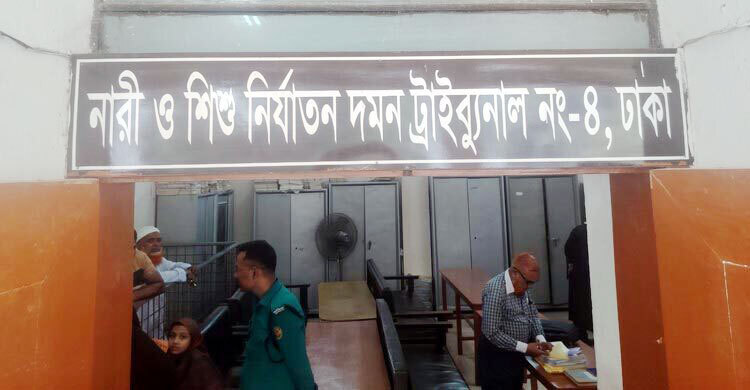 নারী ও শিশু নির্যাতন দমন ট্রাইব্যুনাল নং-৪, ঢাকা